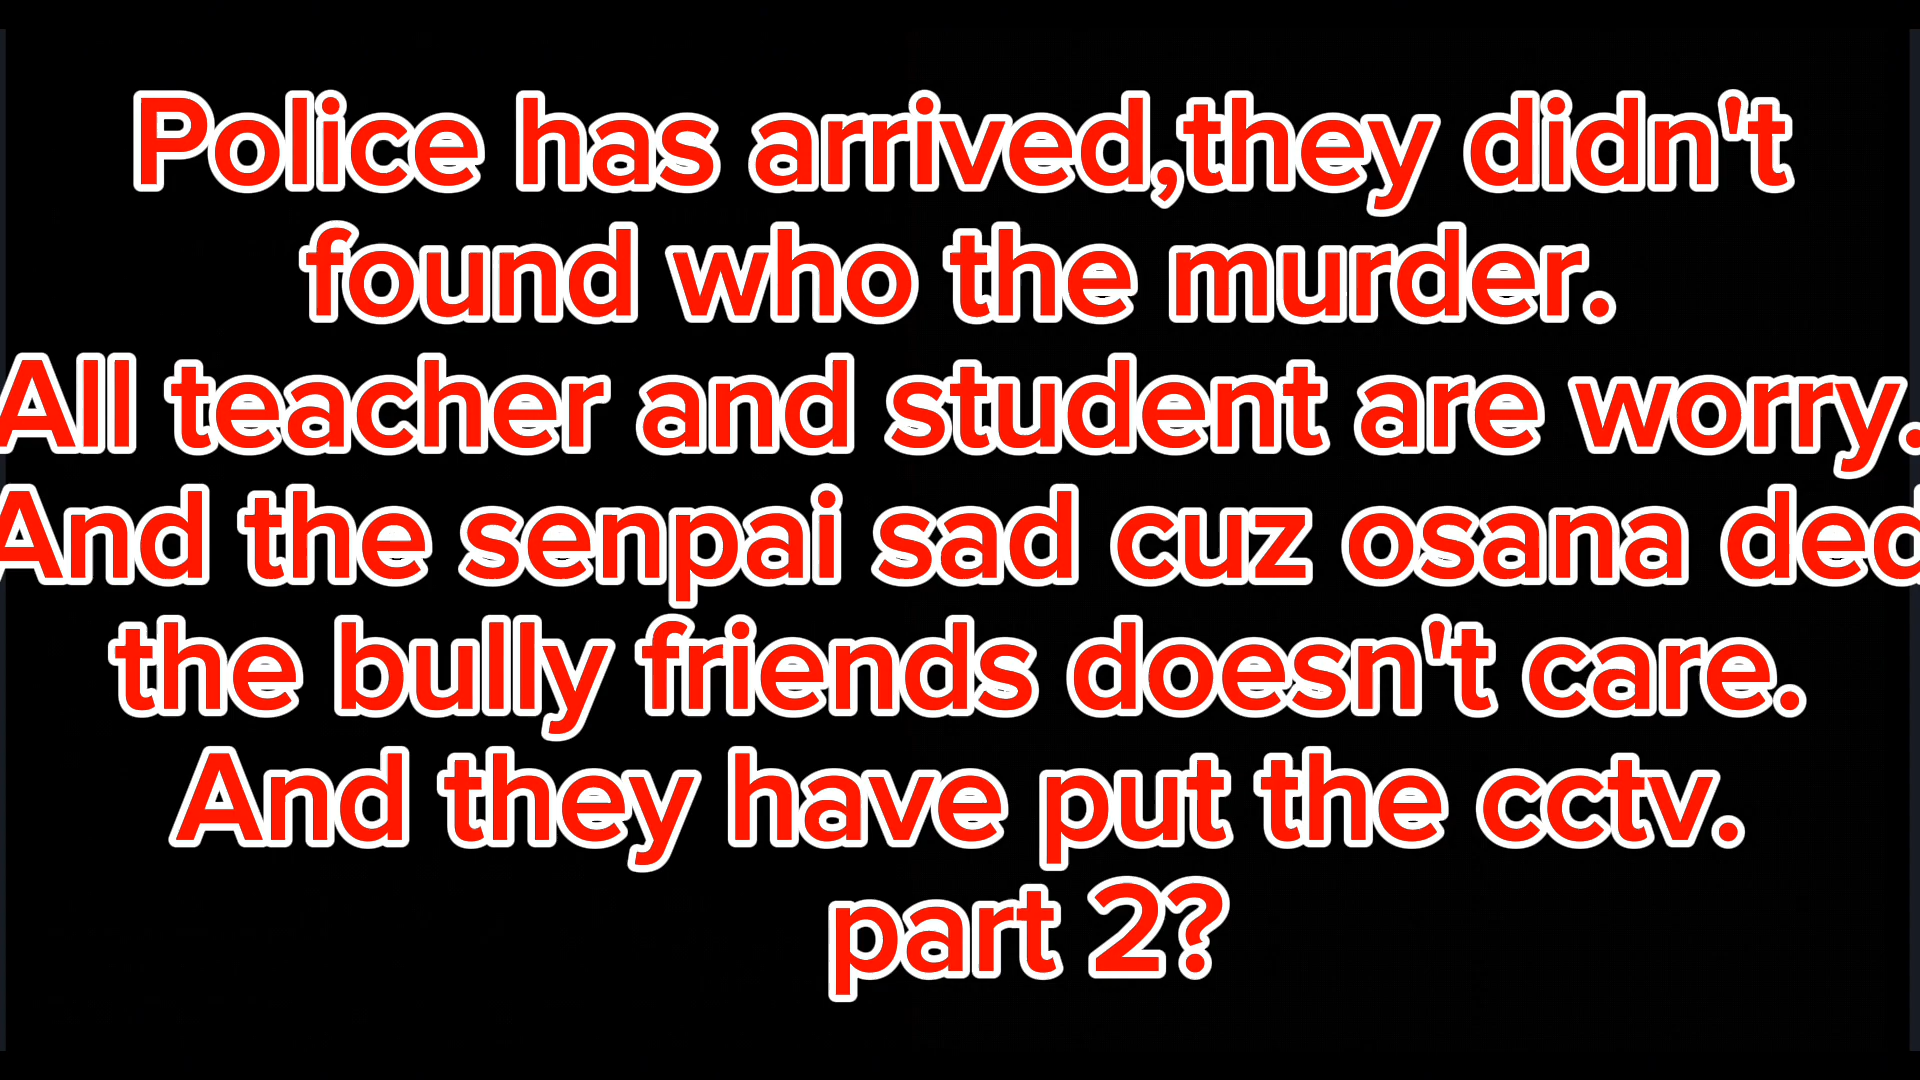 Police has arrived,they didn't
found who the murder.
All teacher and student are worry.
And the senpai sad cuz osana ded
the bully friends doesn't care.
And they have put the cctv.
part 2?